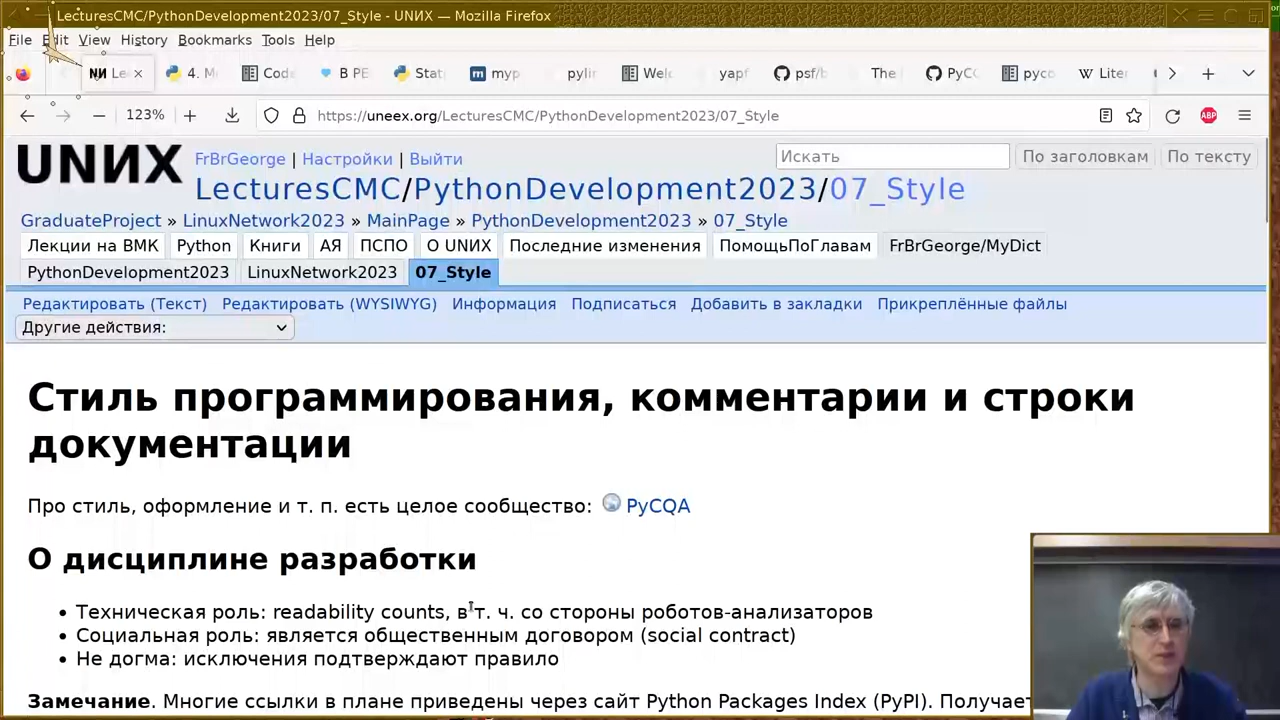 LecturesCMC/PythonDevelopment2023/07_Style - UNИX — Mozilla Firefox
File Edit View History Bookmarks Tools Help
Le 4. M Code В PE Stat myp pylir Welc yapf psf/b The PyCC pyco Liter
123% https://uneex.org/LecturesCMC/PythonDevelopment2023/07_Style ABP
UNИX FrBrGeorge | Настройки | Выйти Искать По заголовкам По тексту
LecturesCMC/PythonDevelopment2023/07_Style
GraduateProject » LinuxNetwork2023 » MainPage » PythonDevelopment2023 » 07_Style
Лекции на ВМК Python Книги АЯ ПСПО О UNIX Последние изменения ПомощьПоГлавам FrBrGeorge/MyDict
PythonDevelopment2023 LinuxNetwork2023 07_Style
Редактировать (Текст) Редактировать (WYSIWYG) Информация Подписаться Добавить в закладки Прикреплённые файлы
Другие действия:
Стиль программирования, комментарии и строки
документации
Про стиль, оформление и т. п. есть целое сообщество: PyCQA
О дисциплине разработки
• Техническая роль: readability counts, в т. ч. со стороны роботов-анализаторов
• Социальная роль: является общественным договором (social contract)
• Не догма: исключения подтверждают правило
Замечание. Многие ссылки в плане приведены через сайт Python Packages Index (PyPI). Получает